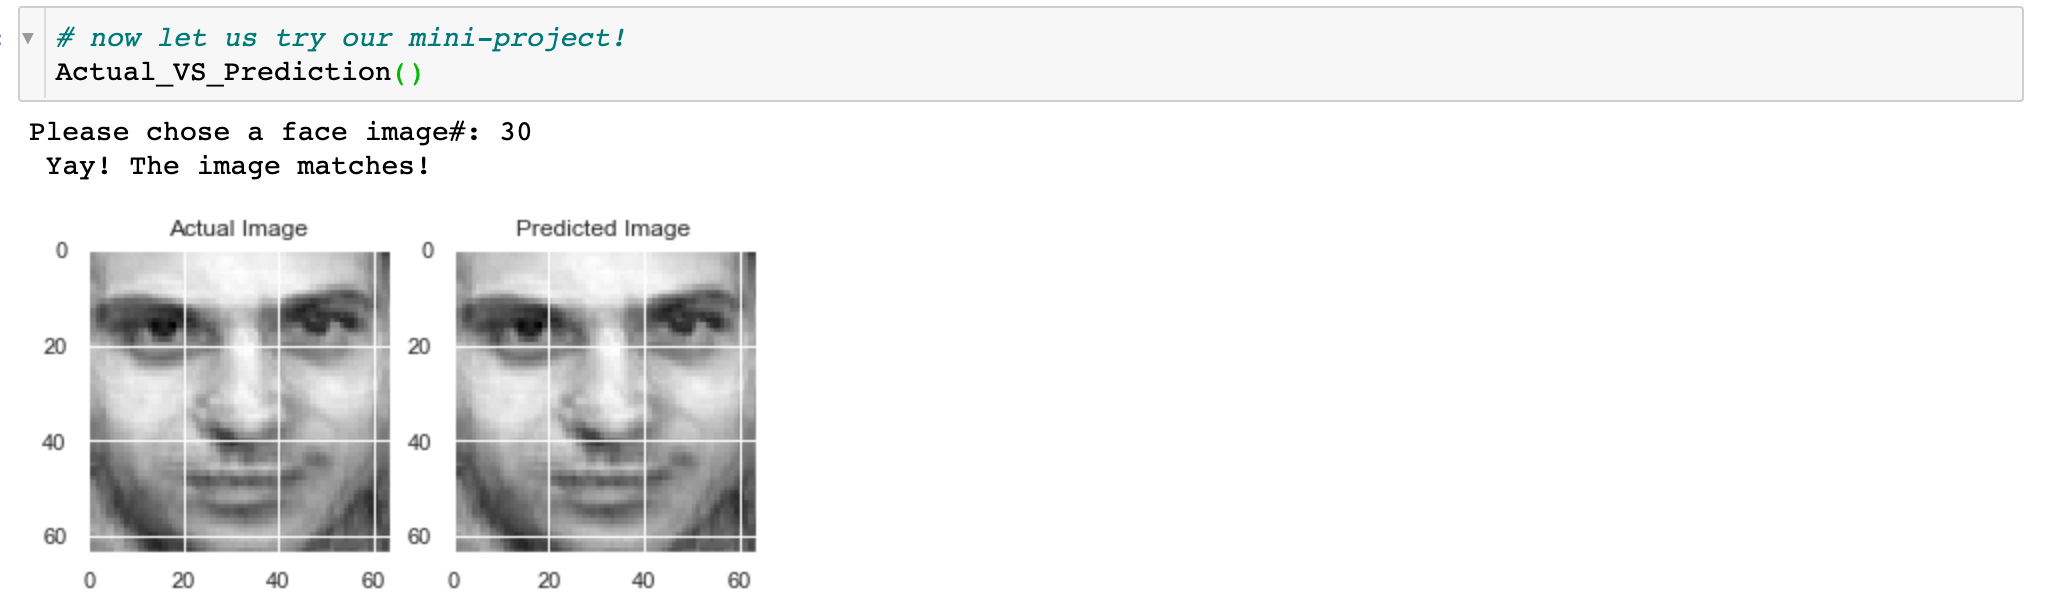 # now let us try our mini-project!
Actual_VS_Prediction()
Please chose a face image#: 30
Yay! The image matches!
Actual Image
0
20
40
60
0 20 40 60
Predicted Image
0
20
40
60
0 20 40 60